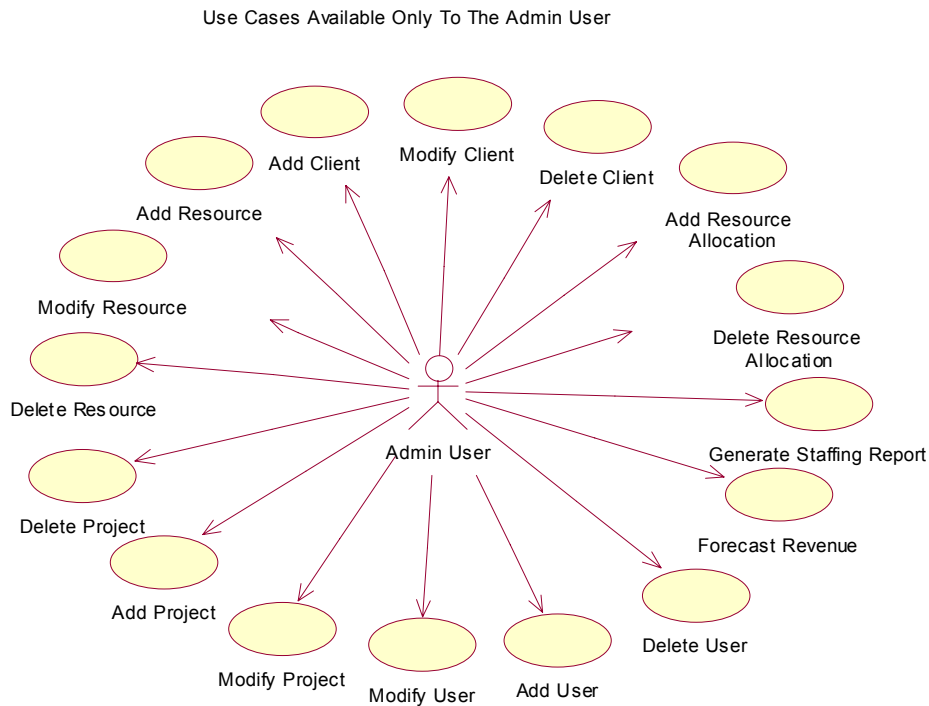 Use Cases Available Only To The Admin User
Add Client
Modify Client
Delete Client
Add Resource
Add Resource
Allocation
Modify Resource
Delete Resource
Allocation
Delete Resource
Admin User
Generate Staffing Report
Delete Project
Forecast Revenue
Add Project
Delete User
Modify Project
Modify User
Add User